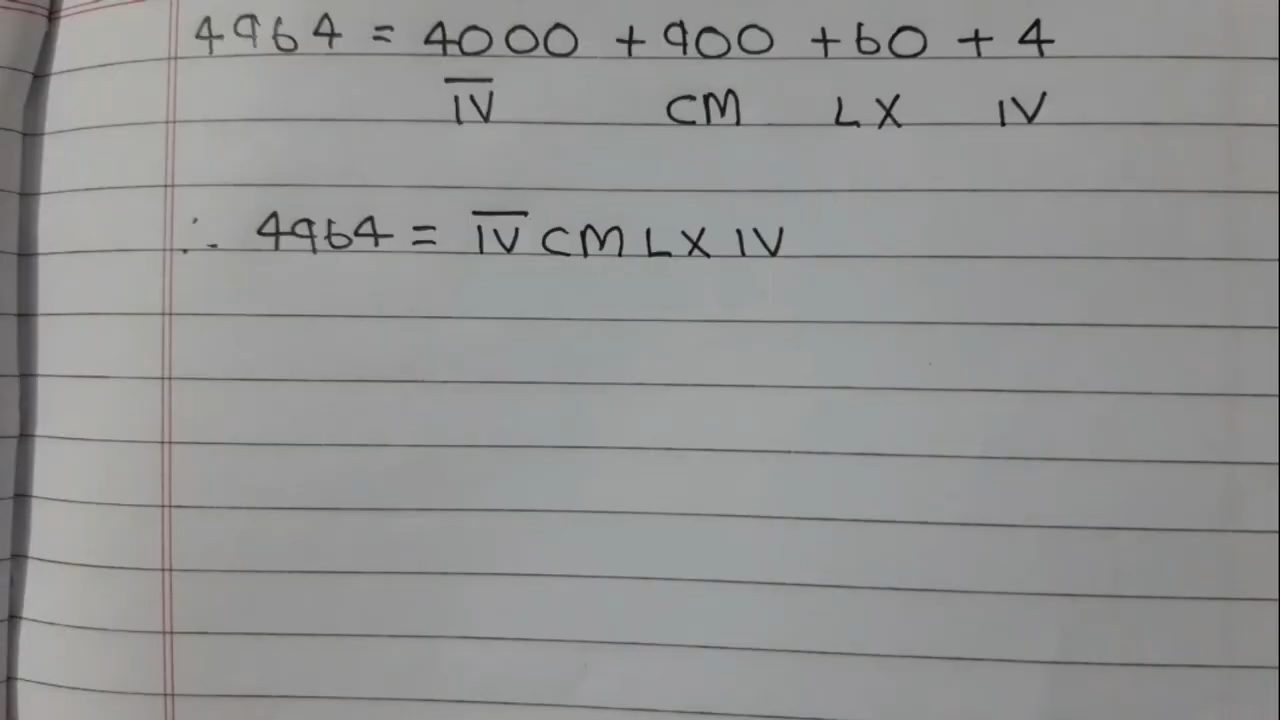 4964 = 4000 + 900 + 60 + 4
I̅V̅ CM LX IV
∴ 4964 = I̅V̅ CM LX IV